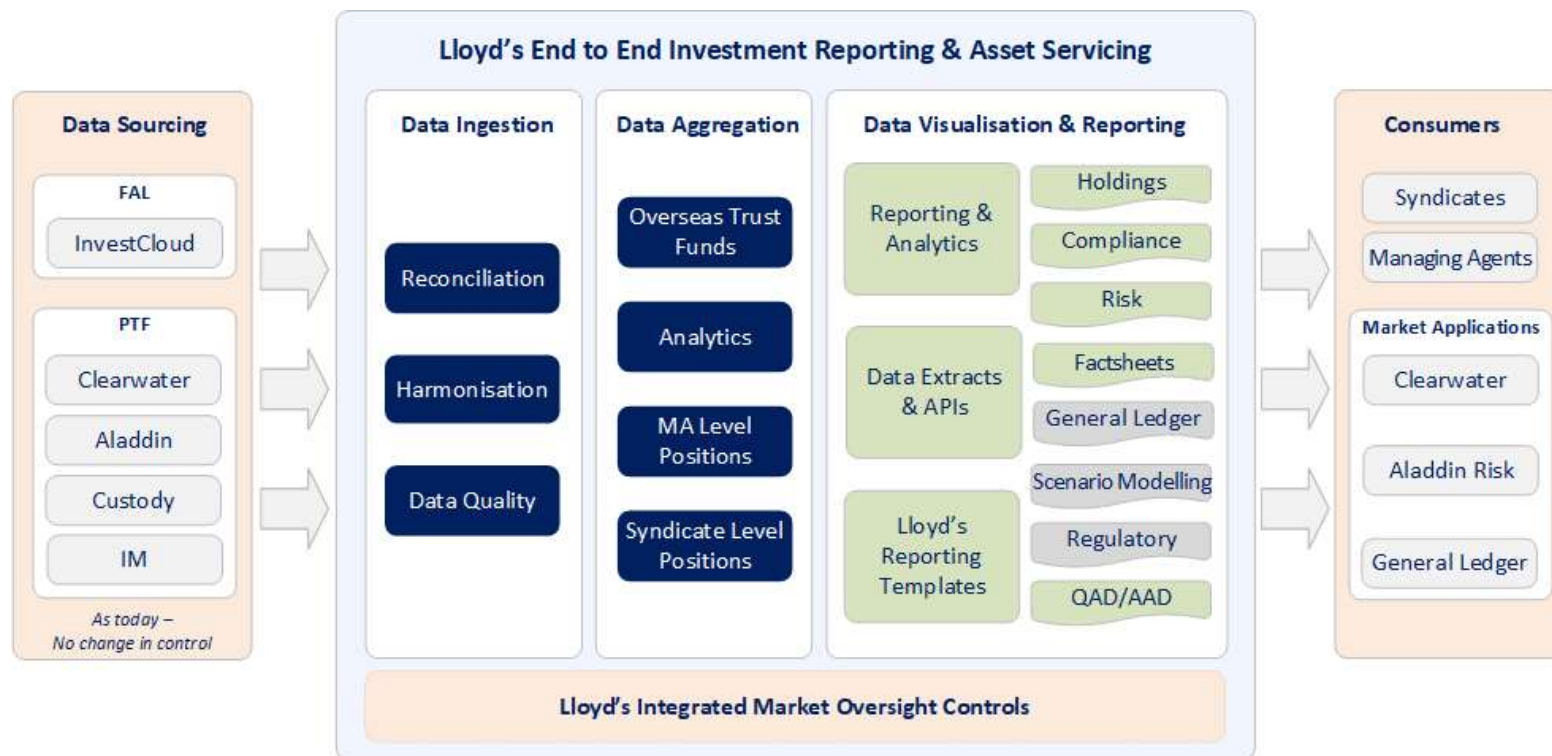 Lloyd's End to End Investment Reporting & Asset Servicing
Data Sourcing
FAL
InvestCloud
PTF
Clearwater
Aladdin
Custody
IM
As today –
No change in control
Data Ingestion
Reconciliation
Harmonisation
Data Quality
Data Aggregation
Overseas Trust
Funds
Analytics
MA Level
Positions
Syndicate Level
Positions
Data Visualisation & Reporting
Reporting &
Analytics
Data Extracts
& APIs
Lloyd's
Reporting
Templates
Holdings
Compliance
Risk
Factsheets
General Ledger
Scenario Modelling
Regulatory
QAD/AAD
Consumers
Syndicates
Managing Agents
Market Applications
Clearwater
Aladdin Risk
General Ledger
Lloyd's Integrated Market Oversight Controls